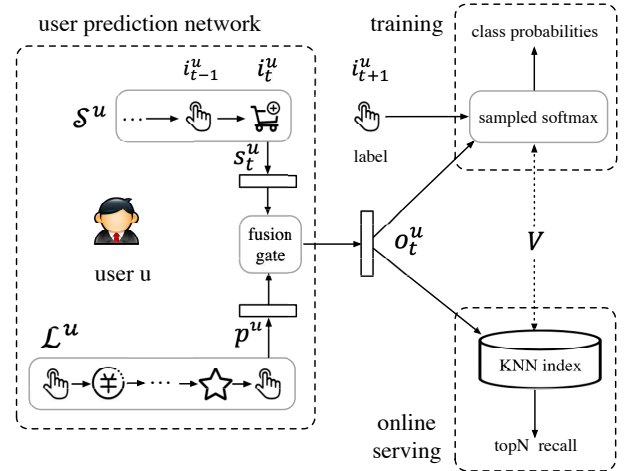 user prediction network
training
class probabilities
i_{t-1}^u
i_t^u
i_{t+1}^u
𝒮^u
...
sampled softmax
label
s_t^u
fusion
gate
o_t^u
V
user u
p^u
ℒ^u
¥
...
KNN index
online
serving
topN recall